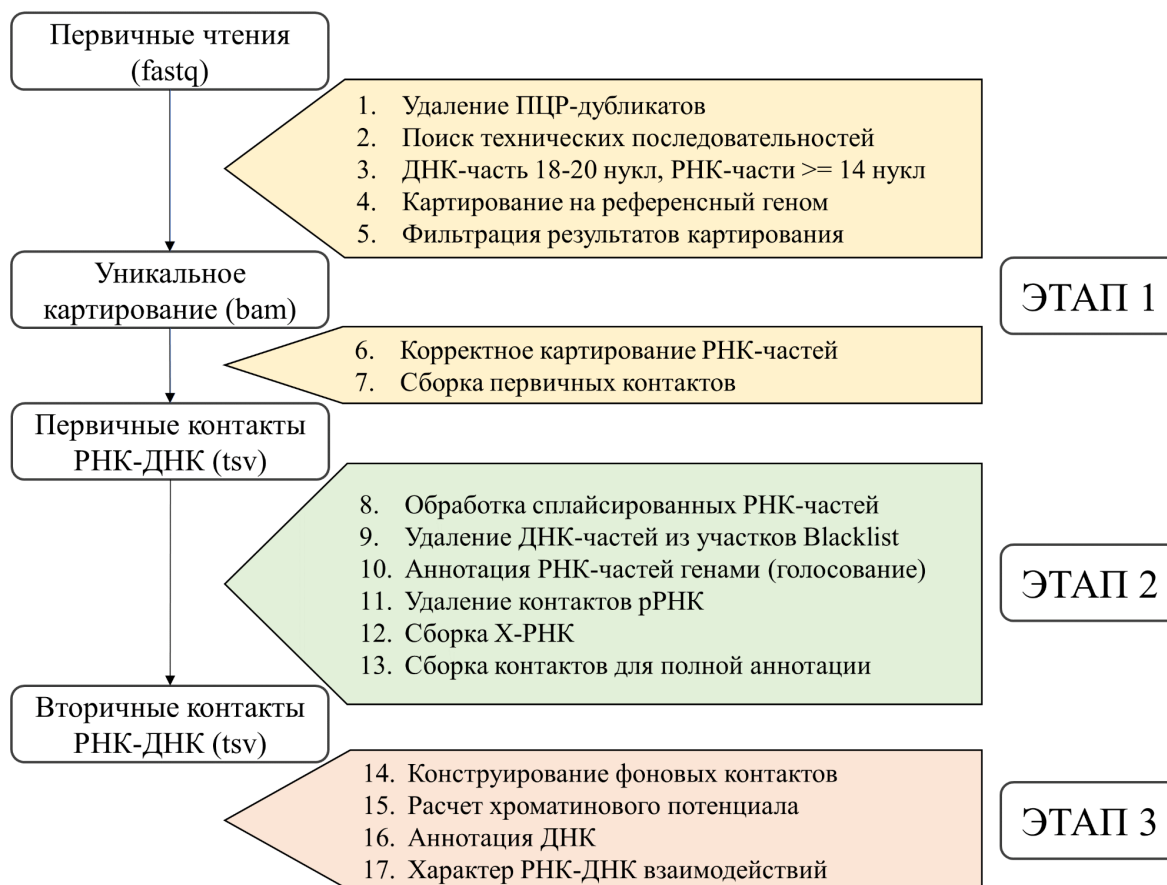 Первичные чтения
(fastq)
1. Удаление ПЦР-дубликатов
2. Поиск технических последовательностей
3. ДНК-часть 18-20 нукл, РНК-части >= 14 нукл
4. Картирование на референсный геном
5. Фильтрация результатов картирования
Уникальное
картирование (bam)
ЭТАП 1
6. Корректное картирование РНК-частей
7. Сборка первичных контактов
Первичные контакты
РНК-ДНК (tsv)
8. Обработка сплайсированных РНК-частей
9. Удаление ДНК-частей из участков Blacklist
10. Аннотация РНК-частей генами (голосование)
11. Удаление контактов рРНК
12. Сборка Х-РНК
13. Сборка контактов для полной аннотации
ЭТАП 2
Вторичные контакты
РНК-ДНК (tsv)
14. Конструирование фоновых контактов
15. Расчет хроматинового потенциала
16. Аннотация ДНК
17. Характер РНК-ДНК взаимодействий
ЭТАП 3